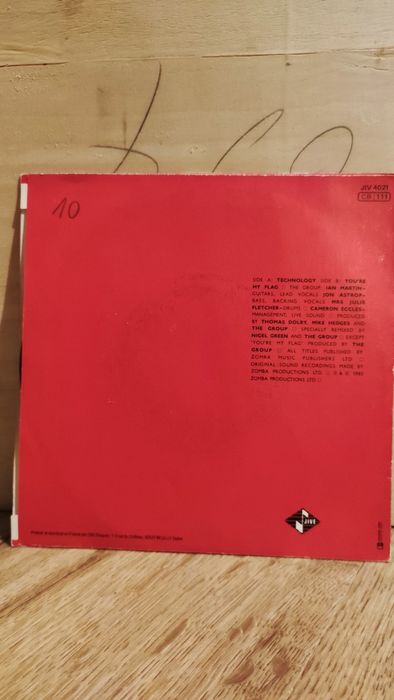 10
JIV 4021
CB 111
SIDE A: TECHNOLOGY SIDE B: YOU'RE
MY FLAG □ THE GROUP: IAN MARTIN–
GUITARS, LEAD VOCALS JON ASTROP–
BASS, BACKING VOCALS MRS JULIE
FLETCHER–DRUMS □ CAMERON ECCLES–
MANAGEMENT, LIVE SOUND □ PRODUCED
BY THOMAS DOLBY, MIKE HEDGES AND
THE GROUP □ SPECIALLY REMIXED BY
NIGEL GREEN AND THE GROUP □ EXCEPT
'YOU'RE MY FLAG' PRODUCED BY THE
GROUP □ ALL TITLES PUBLISHED BY
ZOMBA MUSIC PUBLISHERS LTD □
ORIGINAL SOUND RECORDINGS MADE BY
ZOMBA PRODUCTIONS LTD □ ℗ & © 1982
ZOMBA PRODUCTIONS LTD □
JIVE